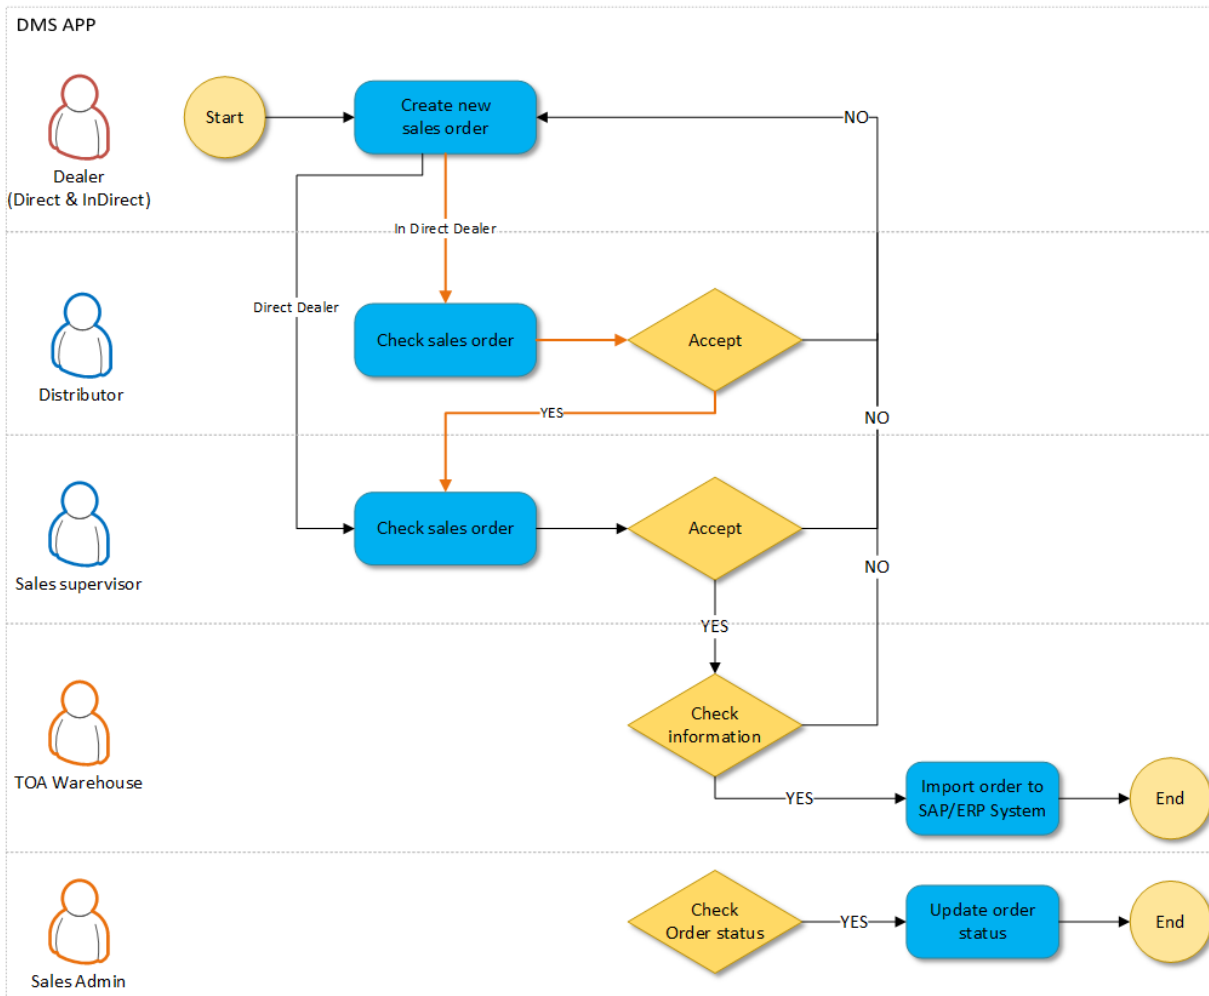 DMS APP
Start
Create new
sales order
NO
Dealer
(Direct & InDirect)
In Direct Dealer
Direct Dealer
Check sales order
Accept
Distributor
YES
NO
Check sales order
Accept
NO
Sales supervisor
YES
Check
information
TOA Warehouse
YES
Import order to
SAP/ERP System
End
Check
Order status
YES
Update order
status
End
Sales Admin